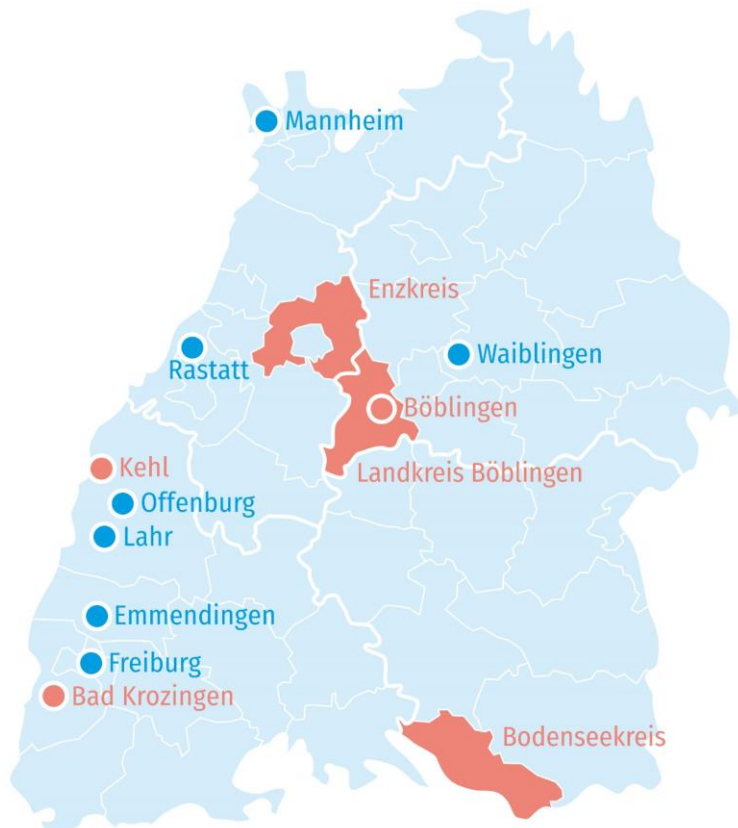 Mannheim
Enzkreis
Waiblingen
Rastatt
Böblingen
Kehl
Landkreis Böblingen
Offenburg
Lahr
Emmendingen
Freiburg
Bad Krozingen
Bodenseekreis